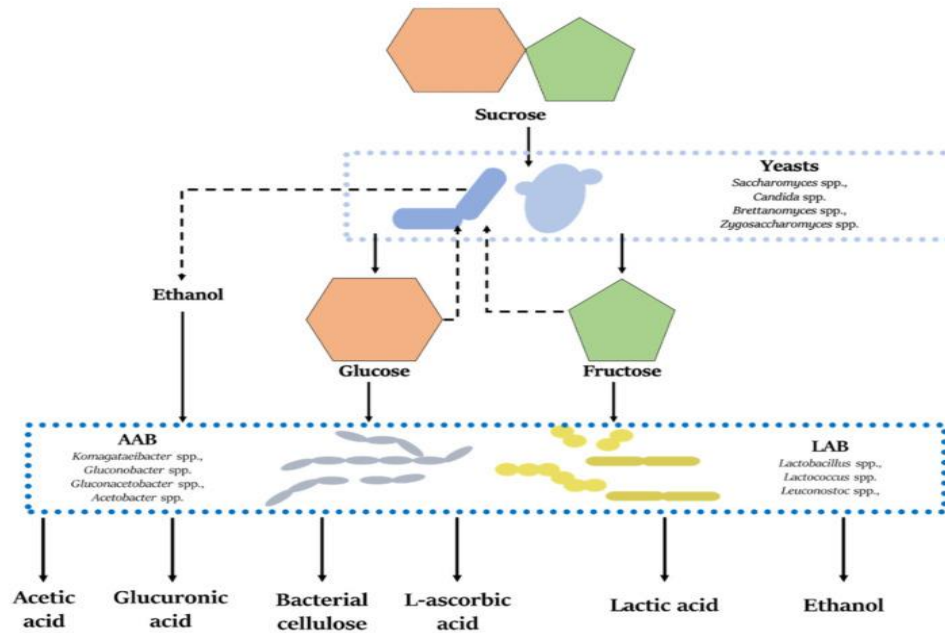 Sucrose
Yeasts
Saccharomyces spp.,
Candida spp.
Brettanomyces spp.,
Zygosaccharomyces spp.
Ethanol
Glucose
Fructose
AAB
Komagataeibacter spp.,
Gluconobacter spp.
Gluconacetobacter spp.,
Acetobacter spp.
LAB
Lactobacillus spp.,
Lactococcus spp.
Leuconostoc spp.,
Acetic
acid
Glucuronic
acid
Bacterial
cellulose
L-ascorbic
acid
Lactic acid
Ethanol